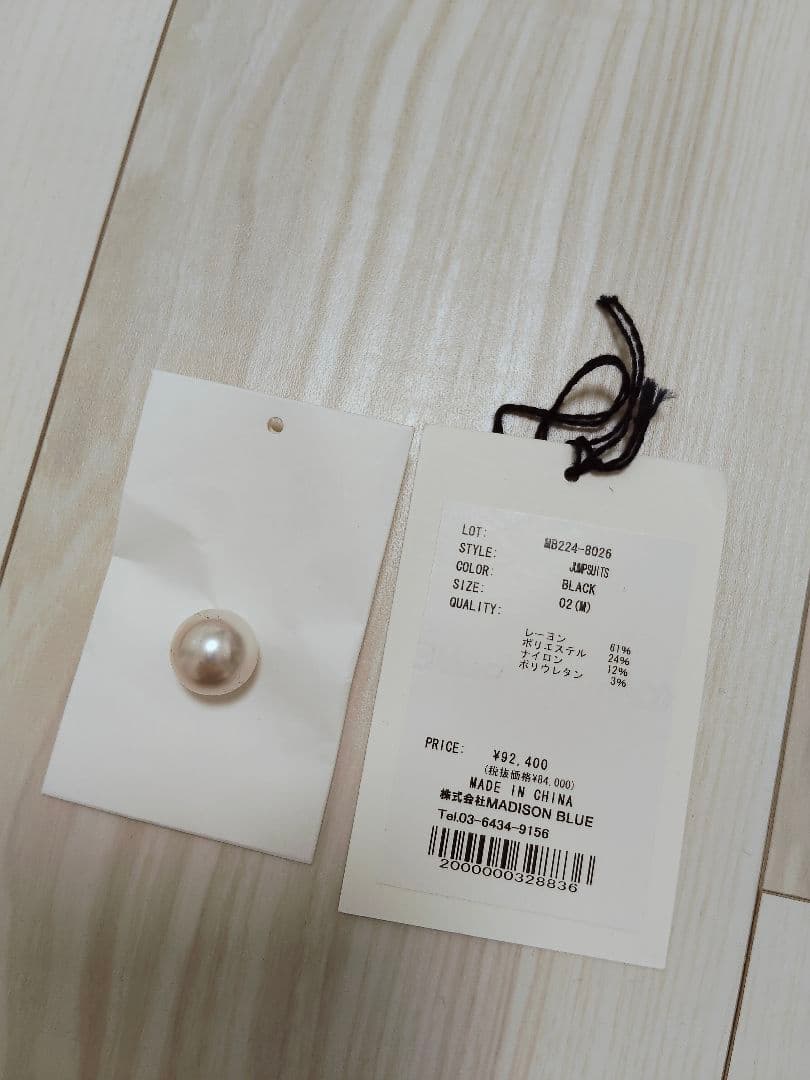 LOT: MB224-8026
STYLE: JUMPSUITS
COLOR: BLACK
SIZE: 02(M)
QUALITY:
レーヨン 61%
ポリエステル 24%
ナイロン 12%
ポリウレタン 3%
PRICE: ¥92,400
(税抜価格¥84,000)
MADE IN CHINA
株式会社MADISON BLUE
Tel.03-6434-9156
2000000328836